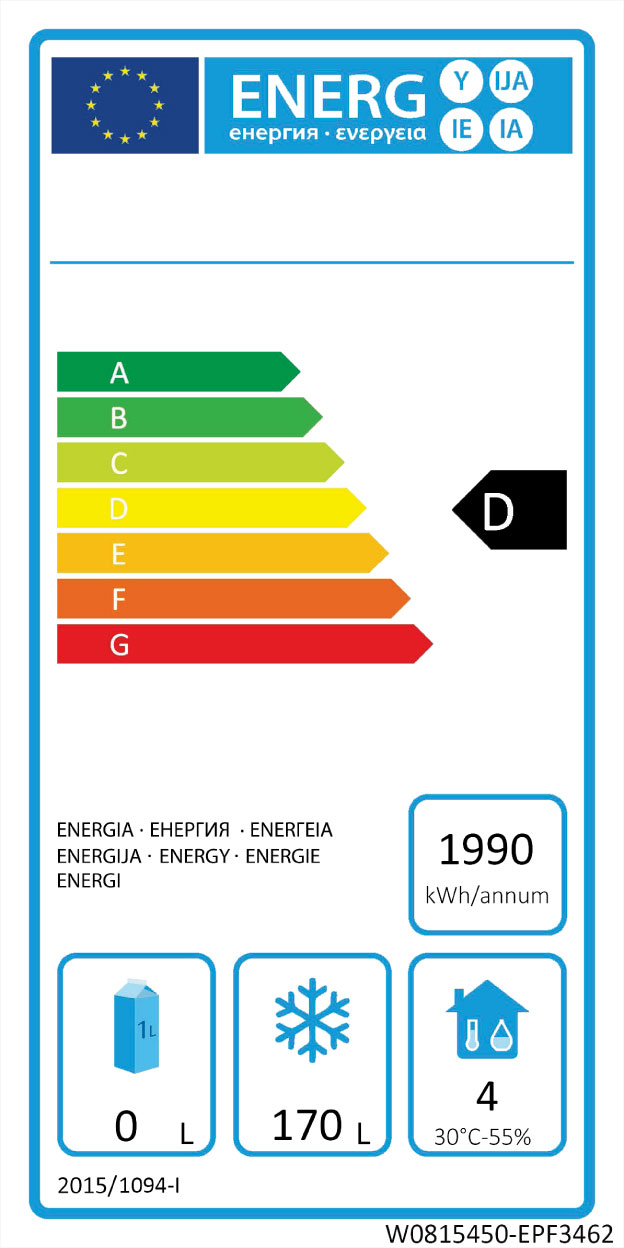 ENERG Y IJA
енергия · ενεργεια IE IA
A
B
C
D
D
E
F
G
ENERGIA · ЕНЕРГИЯ · ΕΝΕΡΓΕΙΑ
ENERGIJA · ENERGY · ENERGIE
ENERGI
1990
kWh/annum
1L
0 L
170 L
4
30°C-55%
2015/1094-I
W0815450-EPF3462